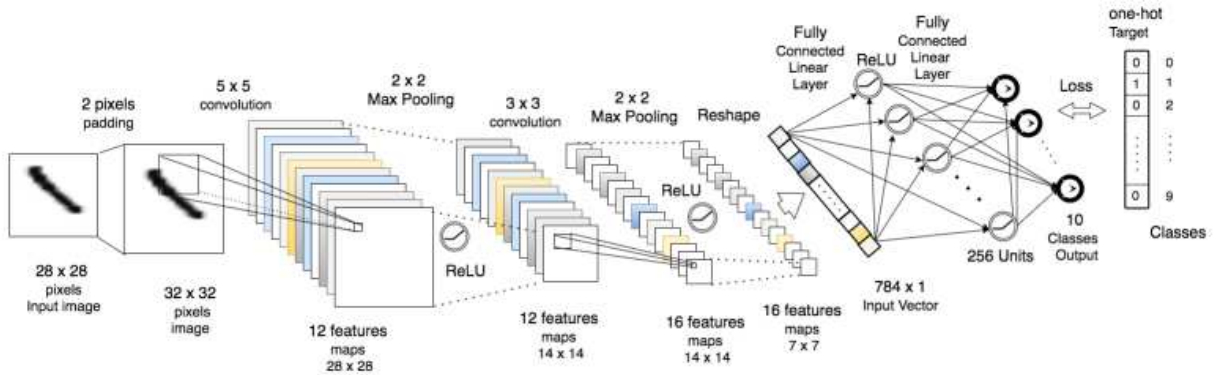 2 pixels
padding
28 x 28
pixels
Input image
32 x 32
pixels
image
5 x 5
convolution
12 features
maps
28 x 28
2 x 2
Max Pooling
ReLU
3 x 3
convolution
12 features
maps
14 x 14
2 x 2
Max Pooling
ReLU
16 features
maps
14 x 14
Reshape
16 features
maps
7 x 7
784 x 1
Input Vector
Fully
Connected
Linear
Layer
ReLU
256 Units
Fully
Connected
Linear
Layer
10
Classes
Output
Loss
one-hot
Target
0 0
1 1
0 2
0 9
Classes